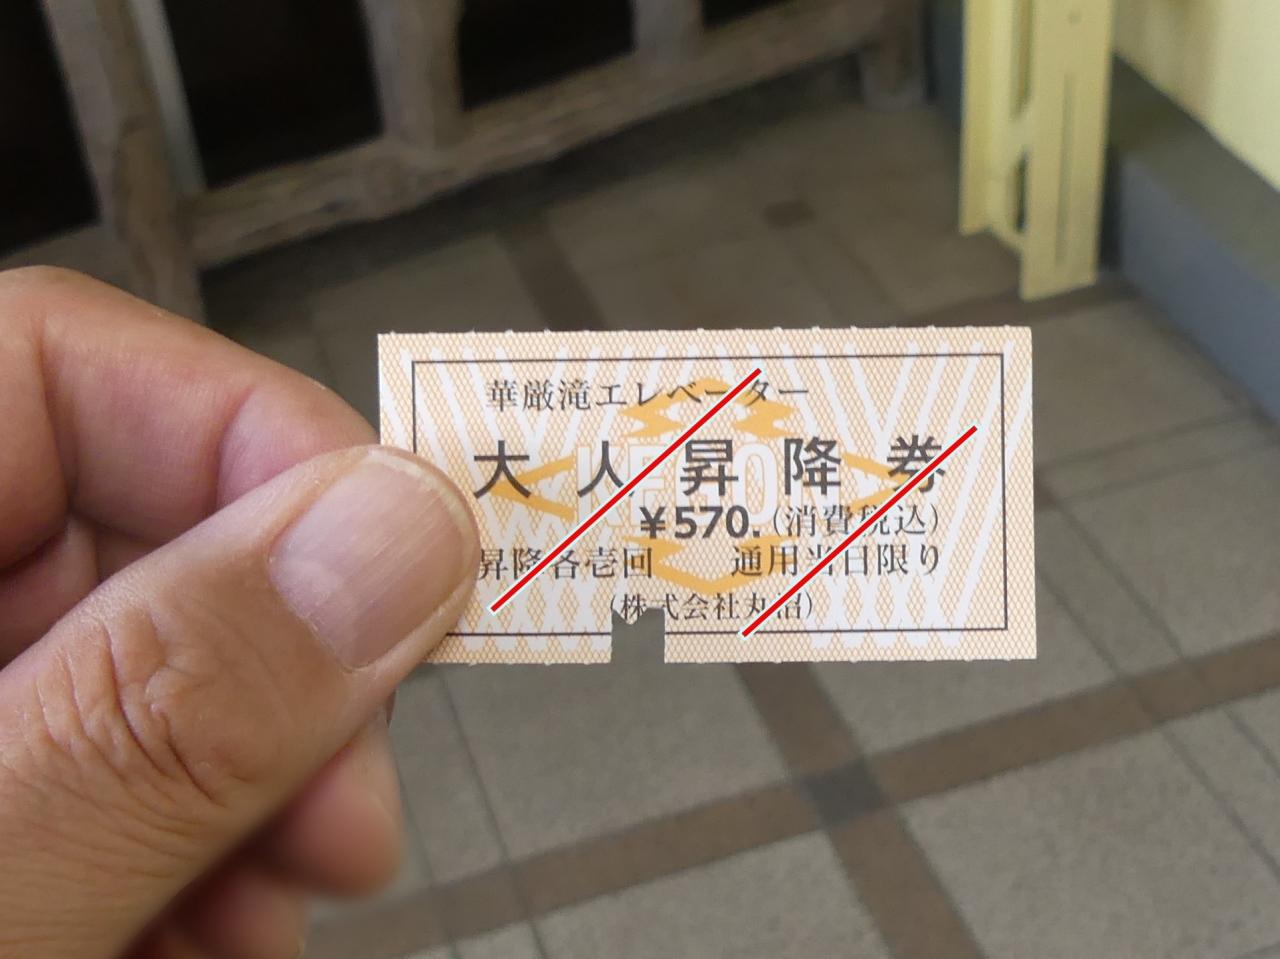 華厳滝エレベーター
大人昇降券
¥570.(消費税込)
昇降各壱回 通用当日限り
(株式会社丸沼)
KEGON